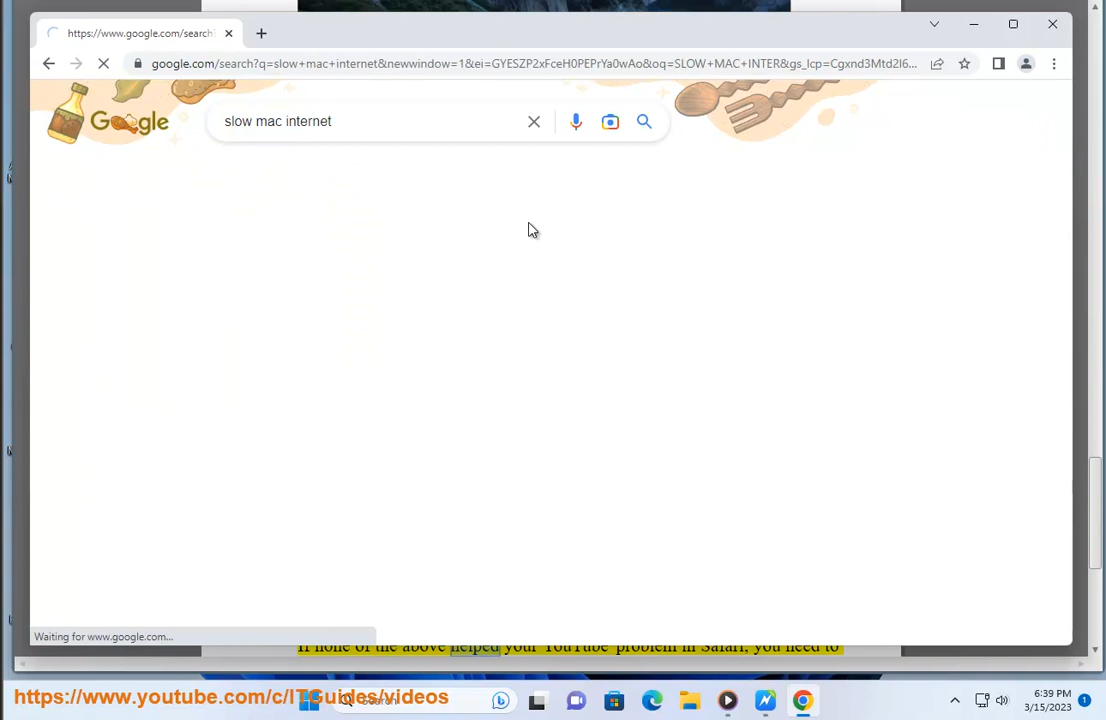 https://www.google.com/search?
google.com/search?q=slow+mac+internet&newwindow=1&ei=GYESZP2xFceH0PEPrYa0wAo&oq=SLOW+MAC+INTER&gs_lcp=Cgxnd3Mtd2l6...
Google
slow mac internet
Waiting for www.google.com...
If none of the above helped your YouTube problem in Safari, you need to
https://www.youtube.com/c/ITGuides/videos
Search
6:39 PM
3/15/2023
1